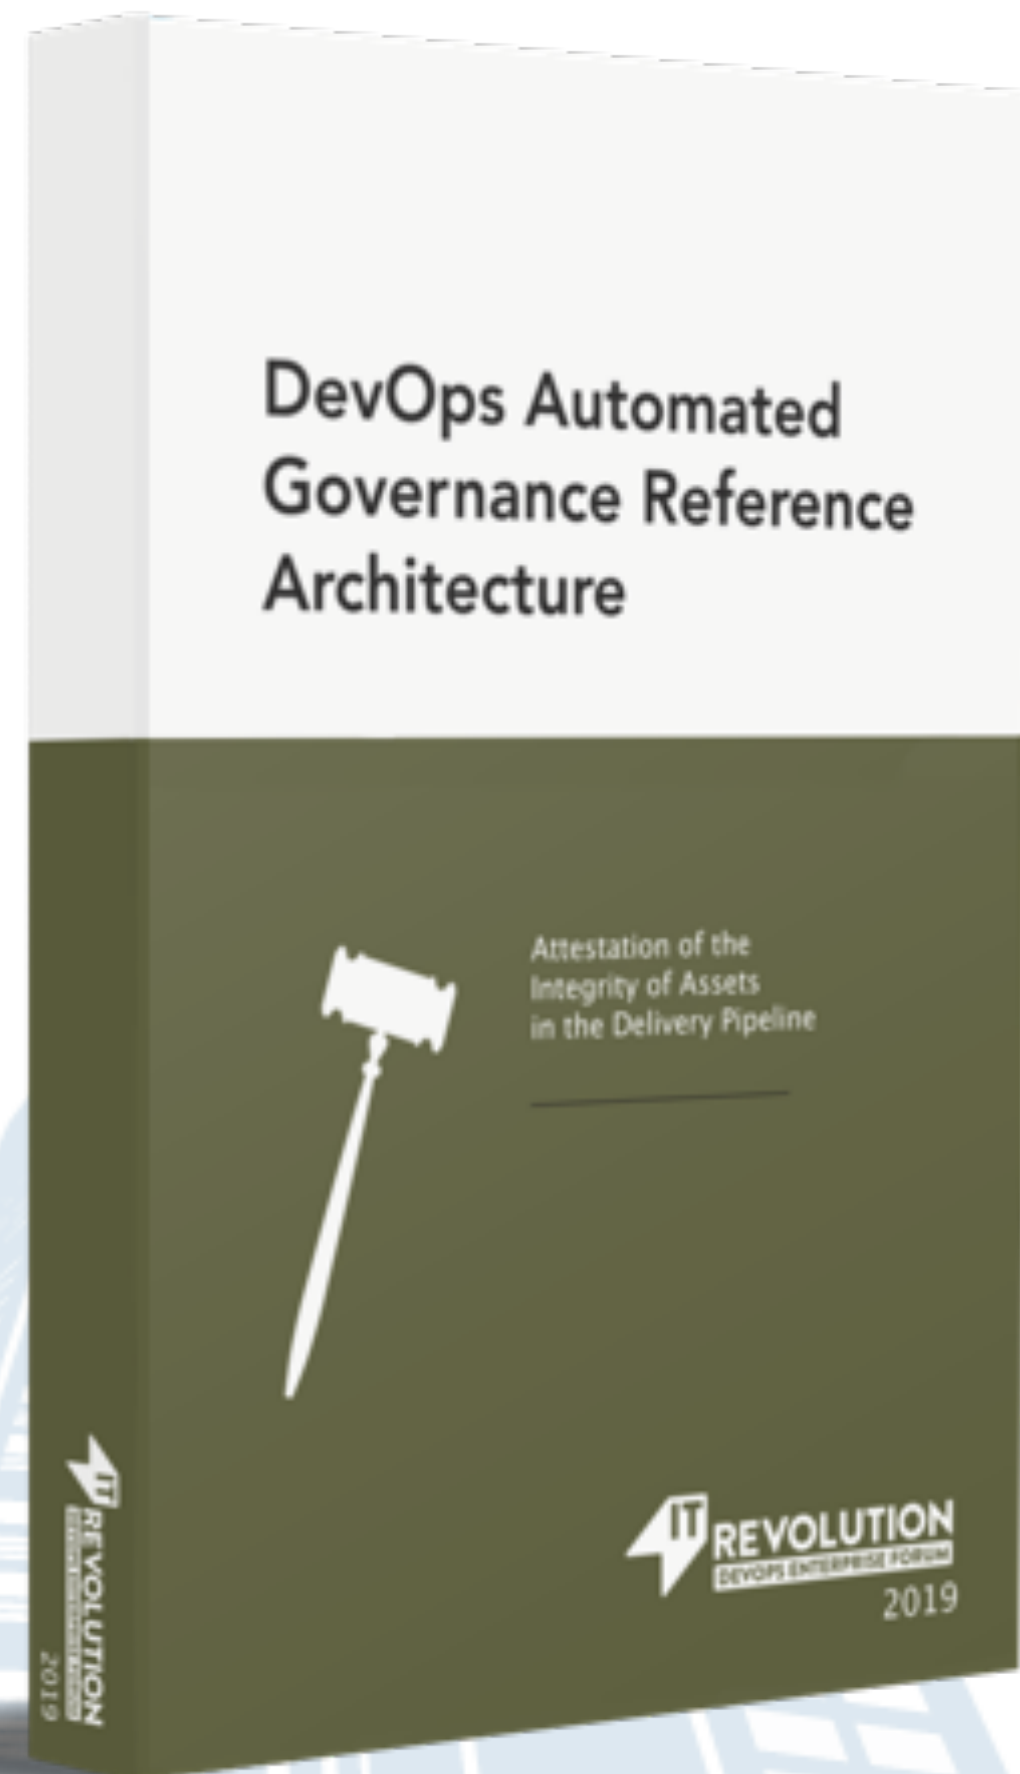 DevOps Automated
Governance Reference
Architecture
Attestation of the
Integrity of Assets
in the Delivery Pipeline
IT REVOLUTION
DEVOPS ENTERPRISE FORUM
2019
IT REVOLUTION
2019